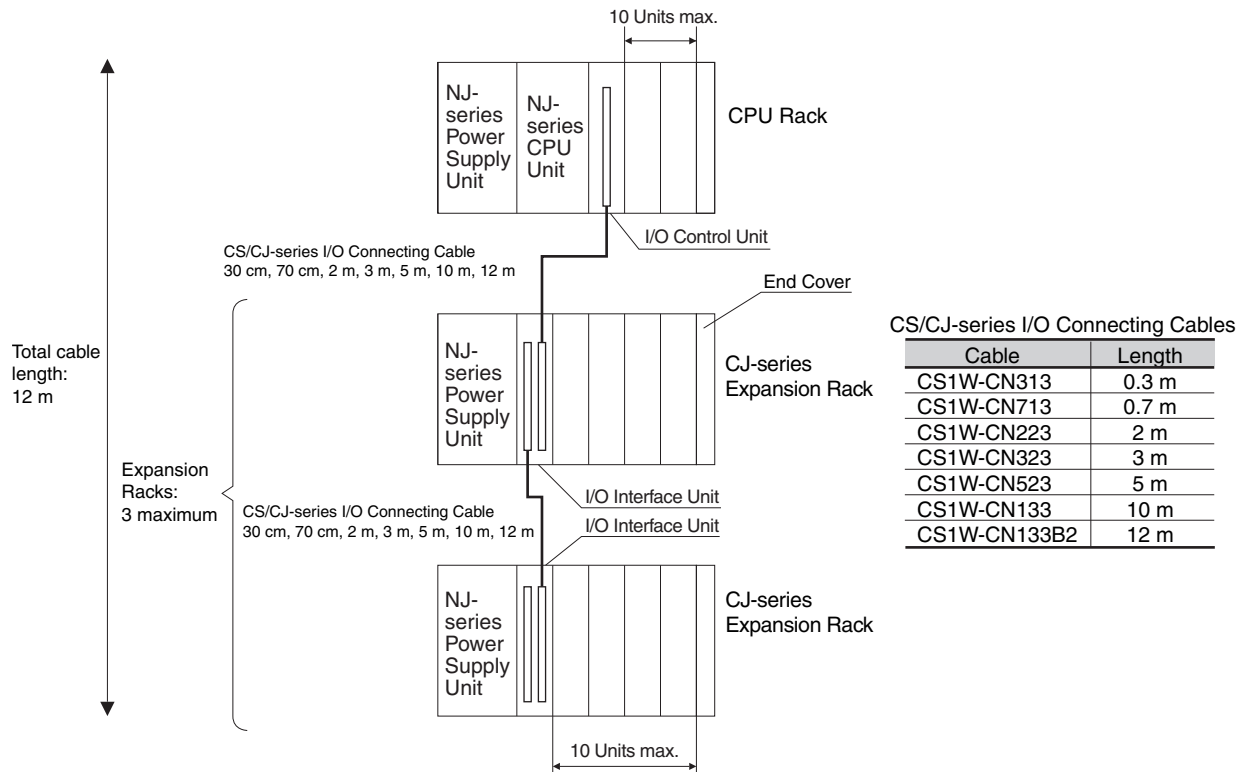 10 Units max.
NJ-
series
Power
Supply
Unit
NJ-
series
CPU
Unit
CPU Rack
I/O Control Unit
CS/CJ-series I/O Connecting Cable
30 cm, 70 cm, 2 m, 3 m, 5 m, 10 m, 12 m
End Cover
Total cable
length:
12 m
NJ-
series
Power
Supply
Unit
CJ-series
Expansion Rack
Expansion
Racks:
3 maximum
I/O Interface Unit
CS/CJ-series I/O Connecting Cable
30 cm, 70 cm, 2 m, 3 m, 5 m, 10 m, 12 m
I/O Interface Unit
NJ-
series
Power
Supply
Unit
CJ-series
Expansion Rack
10 Units max.
CS/CJ-series I/O Connecting Cables
Cable Length
CS1W-CN313 0.3 m
CS1W-CN713 0.7 m
CS1W-CN223 2 m
CS1W-CN323 3 m
CS1W-CN523 5 m
CS1W-CN133 10 m
CS1W-CN133B2 12 m